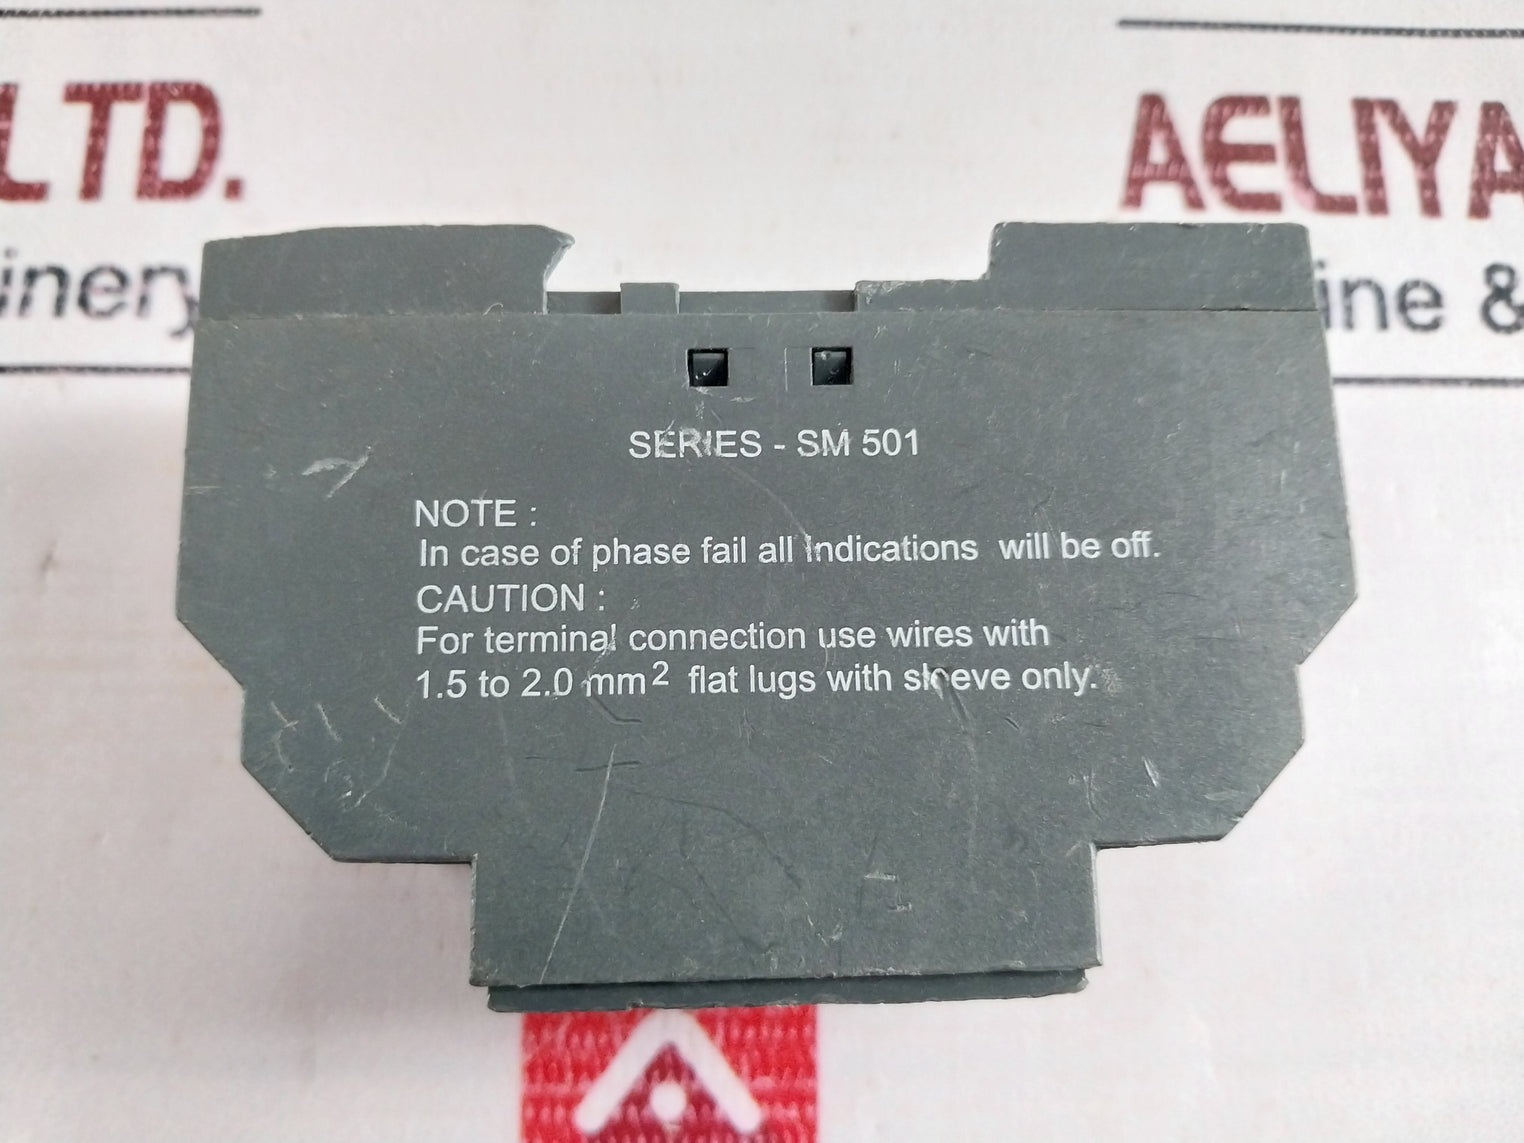 LTD.
AELIYA
inery
ine &
SERIES - SM 501
NOTE :
In case of phase fail all Indications will be off.
CAUTION :
For terminal connection use wires with
1.5 to 2.0 mm² flat lugs with sleeve only.